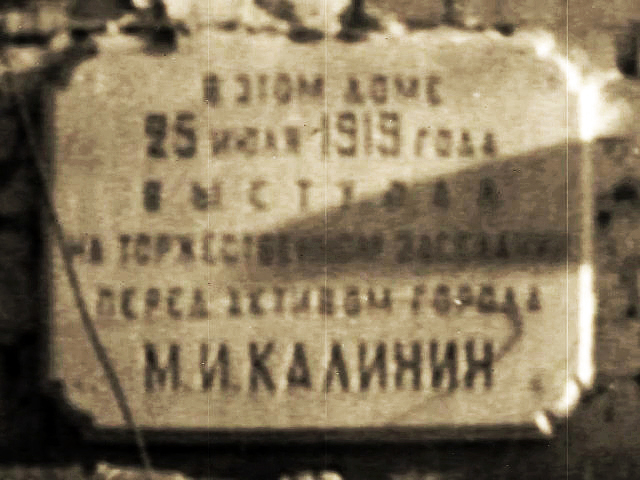 В ЭТОМ ДОМЕ
25 ИЮЛЯ 1919 ГОДА
ВЫСТУПАЛ
НА ТОРЖЕСТВЕННОМ ЗАСЕДАНИИ
ПЕРЕД АКТИВОМ ГОРОДА
М.И.КАЛИНИН